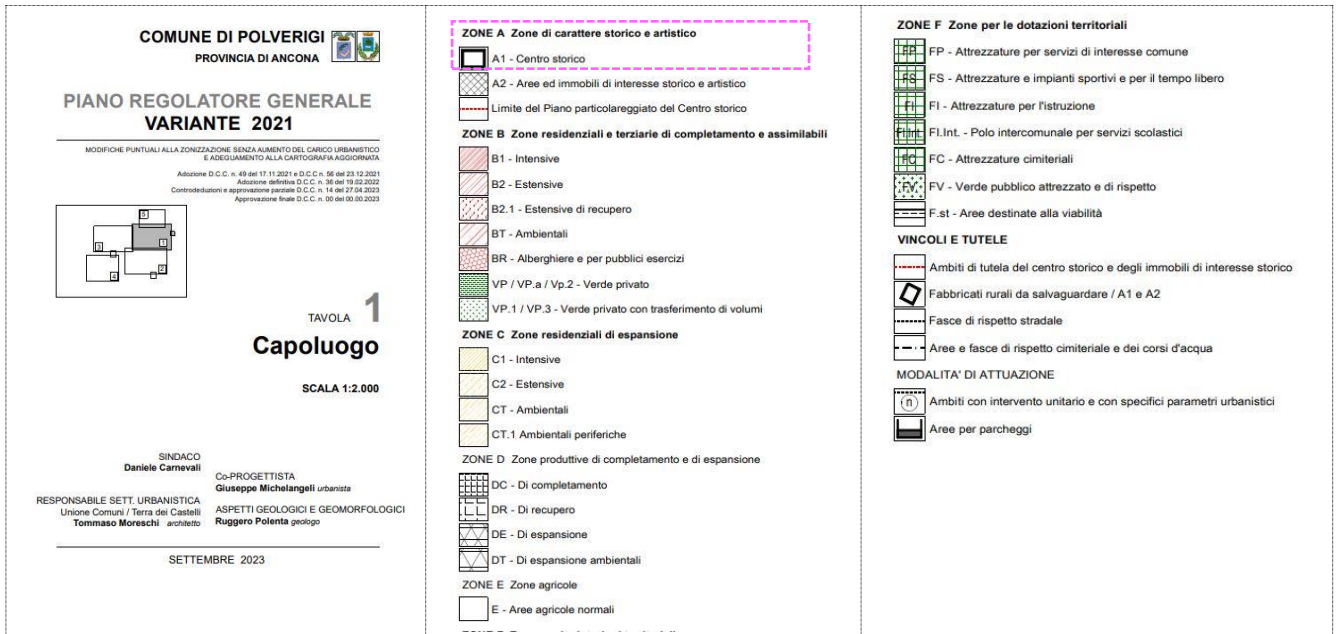 COMUNE DI POLVERIGI
PROVINCIA DI ANCONA
PIANO REGOLATORE GENERALE
VARIANTE 2021
MODIFICHE PUNTUALI ALLA ZONIZZAZIONE SENZA AUMENTO DEL CARICO URBANISTICO
E ADEGUAMENTO ALLA CARTOGRAFIA AGGIORNATA
Adozione D.C.C. n. 49 del 17.11.2021 e D.C.C n. 56 del 23.12.2021
Adozione definitiva D.C.C. n. 36 del 19.02.2022
Controdeduzioni e approvazione parziale D.C.C. n. 14 del 27.04.2023
Approvazione finale D.C.C. n. 00 del 00.00.2023
5
3
1
2
4
TAVOLA 1
Capoluogo
SCALA 1:2.000
SINDACO
Daniele Carnevali
Co-PROGETTISTA
Giuseppe Michelangeli urbanista
RESPONSABILE SETT. URBANISTICA
Unione Comuni / Terra dei Castelli
Tommaso Moreschi architetto
ASPETTI GEOLOGICI E GEOMORFOLOGICI
Ruggero Polenta geologo
SETTEMBRE 2023
ZONE A Zone di carattere storico e artistico
A1 - Centro storico
A2 - Aree ed immobili di interesse storico e artistico
Limite del Piano particolareggiato del Centro storico
ZONE B Zone residenziali e terziarie di completamento e assimilabili
B1 - Intensive
B2 - Estensive
B2.1 - Estensive di recupero
BT - Ambientali
BR - Alberghiere e per pubblici esercizi
VP / VP.a / Vp.2 - Verde privato
VP.1 / VP.3 - Verde privato con trasferimento di volumi
ZONE C Zone residenziali di espansione
C1 - Intensive
C2 - Estensive
CT - Ambientali
CT.1 Ambientali periferiche
ZONE D Zone produttive di completamento e di espansione
DC - Di completamento
DR - Di recupero
DE - Di espansione
DT - Di espansione ambientali
ZONE E Zone agricole
E - Aree agricole normali
ZONE F Zone per le dotazioni territoriali
FP FP - Attrezzature per servizi di interesse comune
FS FS - Attrezzature e impianti sportivi e per il tempo libero
FI FI - Attrezzature per l'istruzione
FI.Int. FI.Int. - Polo intercomunale per servizi scolastici
FC FC - Attrezzature cimiteriali
FV FV - Verde pubblico attrezzato e di rispetto
F.st - Aree destinate alla viabilità
VINCOLI E TUTELE
Ambiti di tutela del centro storico e degli immobili di interesse storico
Fabbricati rurali da salvaguardare / A1 e A2
Fasce di rispetto stradale
Aree e fasce di rispetto cimiteriale e dei corsi d'acqua
MODALITA' DI ATTUAZIONE
n Ambiti con intervento unitario e con specifici parametri urbanistici
Aree per parcheggi